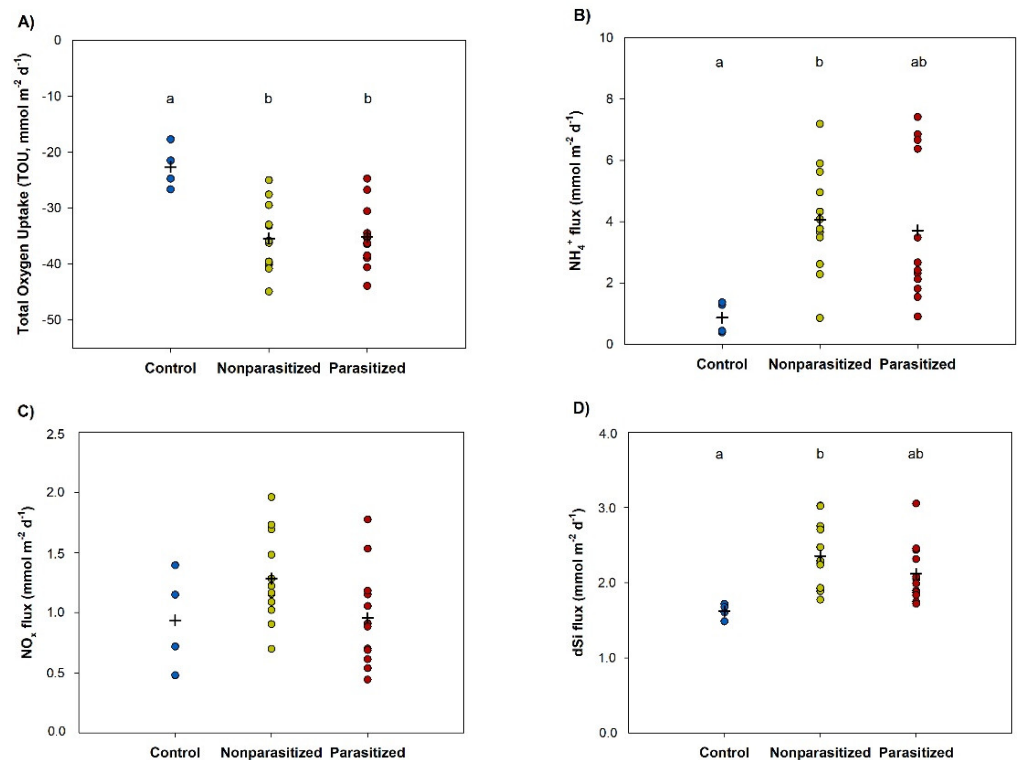 A)
Total Oxygen Uptake (TOU, mmol m⁻² d⁻¹)
0
-10
-20
-30
-40
-50
a
b
b
Control
Nonparasitized
Parasitized
B)
NH₄⁺ flux (mmol m⁻² d⁻¹)
10
8
6
4
2
0
a
b
ab
Control
Nonparasitized
Parasitized
C)
NOₓ flux (mmol m⁻² d⁻¹)
2.5
2.0
1.5
1.0
0.5
0.0
Control
Nonparasitized
Parasitized
D)
dSi flux (mmol m⁻² d⁻¹)
4.0
3.0
2.0
1.0
0.0
a
b
ab
Control
Nonparasitized
Parasitized